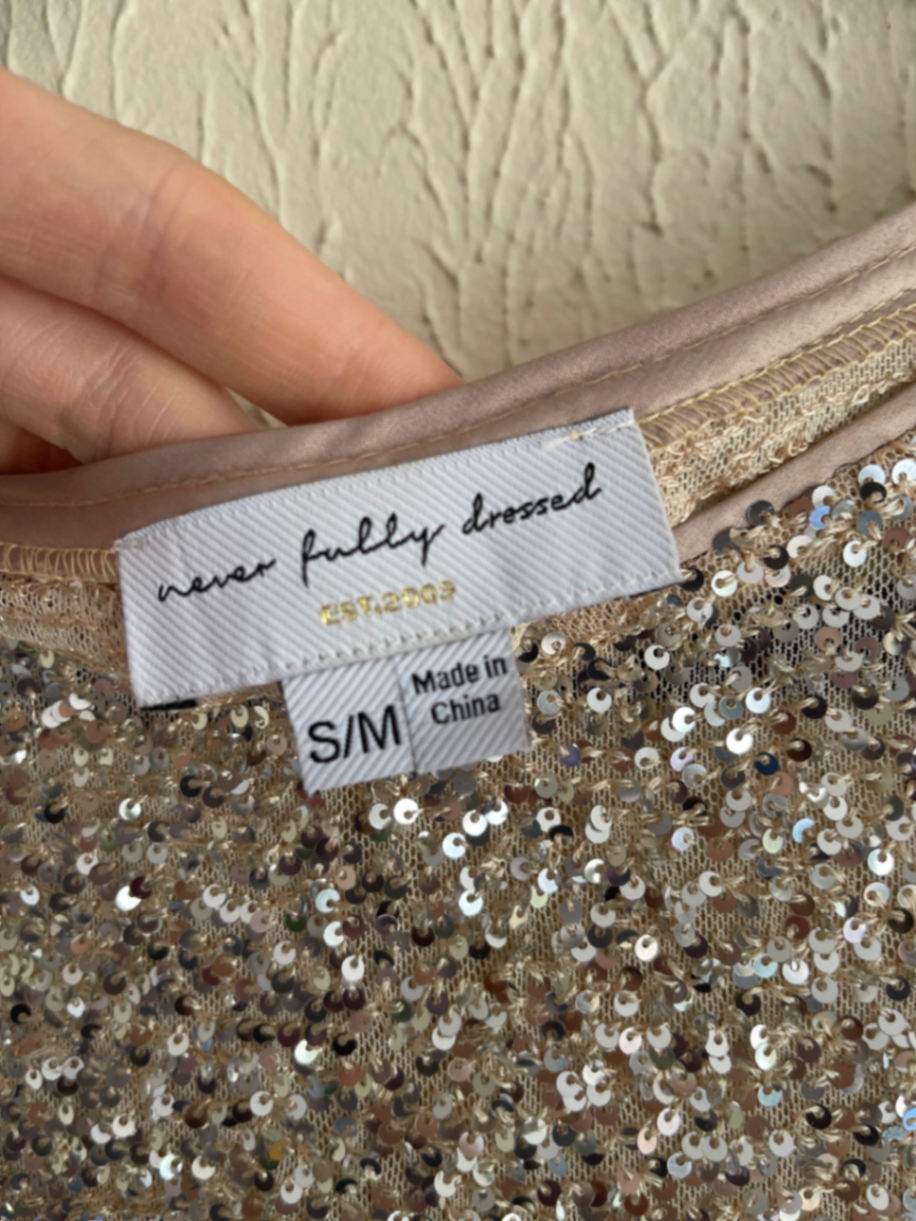 never fully dressed
EST.2009
S/M
Made in
China